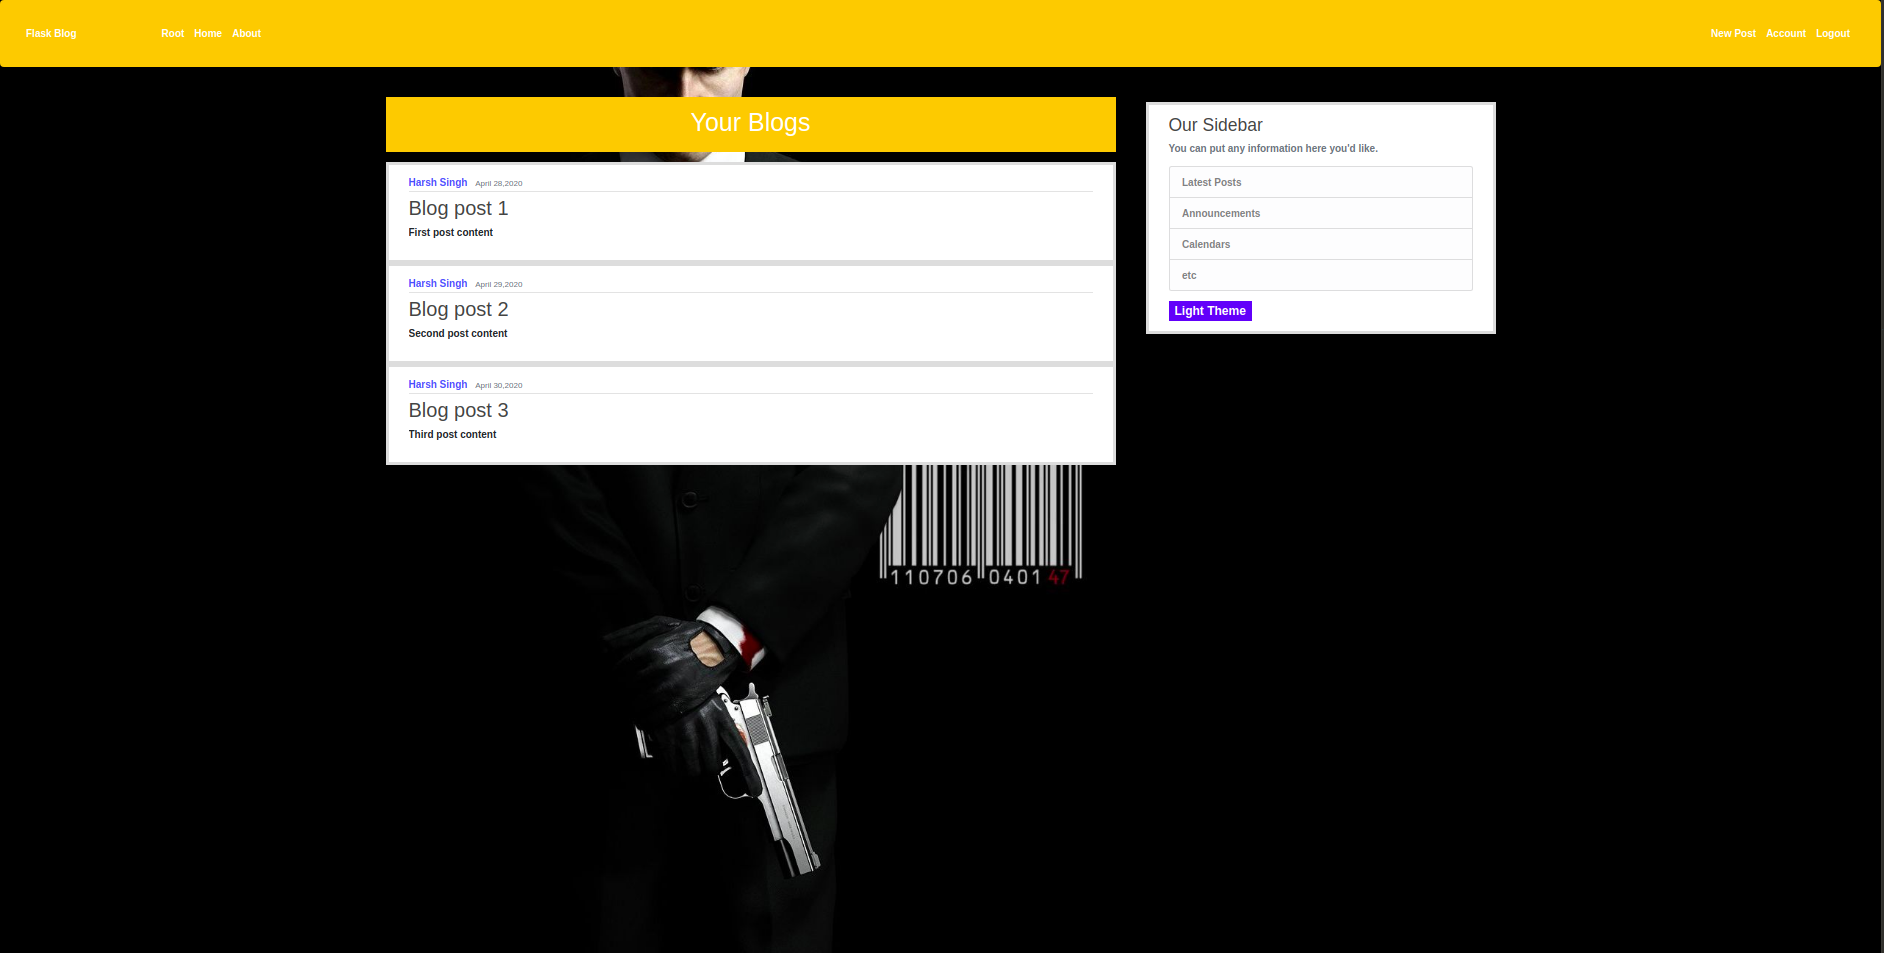 Flask Blog Root Home About New Post Account Logout
Your Blogs
Harsh Singh April 28,2020
Blog post 1
First post content
Harsh Singh April 29,2020
Blog post 2
Second post content
Harsh Singh April 30,2020
Blog post 3
Third post content
Our Sidebar
You can put any information here you'd like.
Latest Posts
Announcements
Calendars
etc
Light Theme
110706 040147